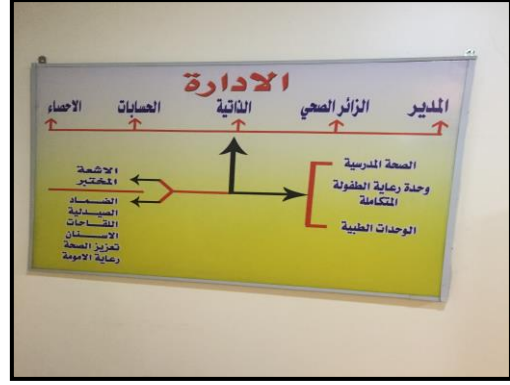 الادارة
المدير الزائر الصحي الذاتية الحسابات الاحصاء
الصحة المدرسية
وحدة رعاية الطفولة
المتكاملة
الوحدات الطبية
الاشعة
المختبر
الضماد
الصيدلية
اللقاحات
الاسنان
تعزيز الصحة
رعاية الامومة